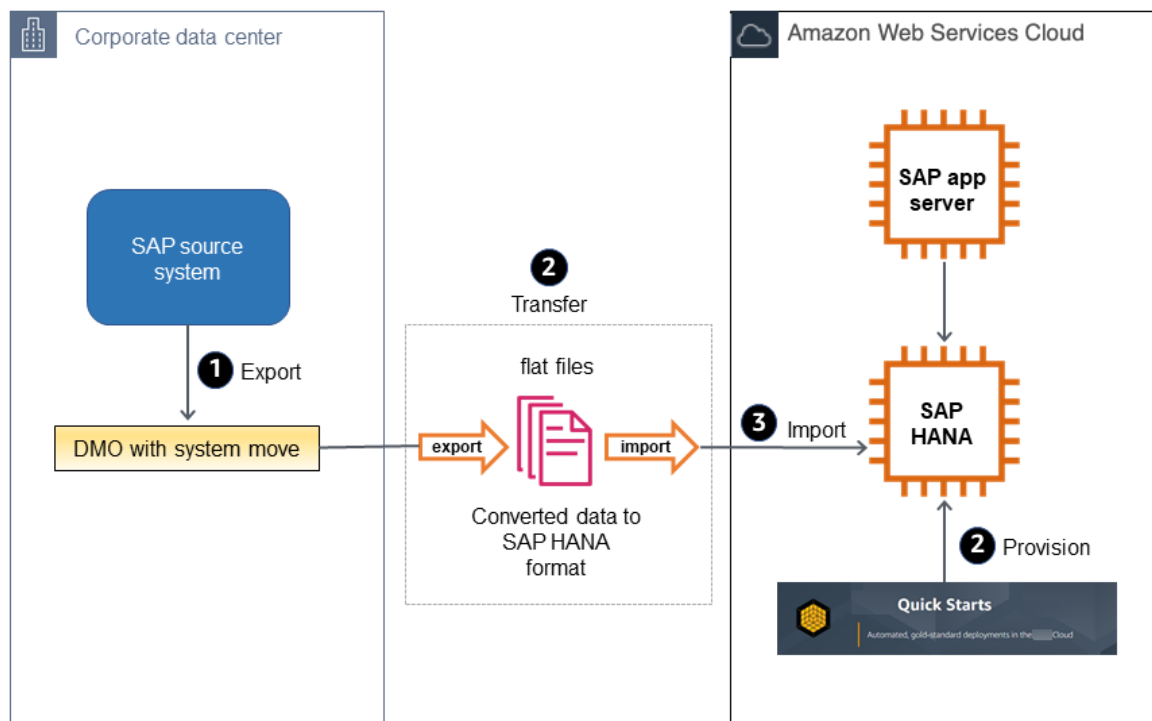 Corporate data center
Amazon Web Services Cloud
SAP source
system
1 Export
DMO with system move
2
Transfer
flat files
export
import
Converted data to
SAP HANA
format
SAP app
server
3 Import
SAP
HANA
2 Provision
Quick Starts
Automated, gold-standard deployments in the Cloud